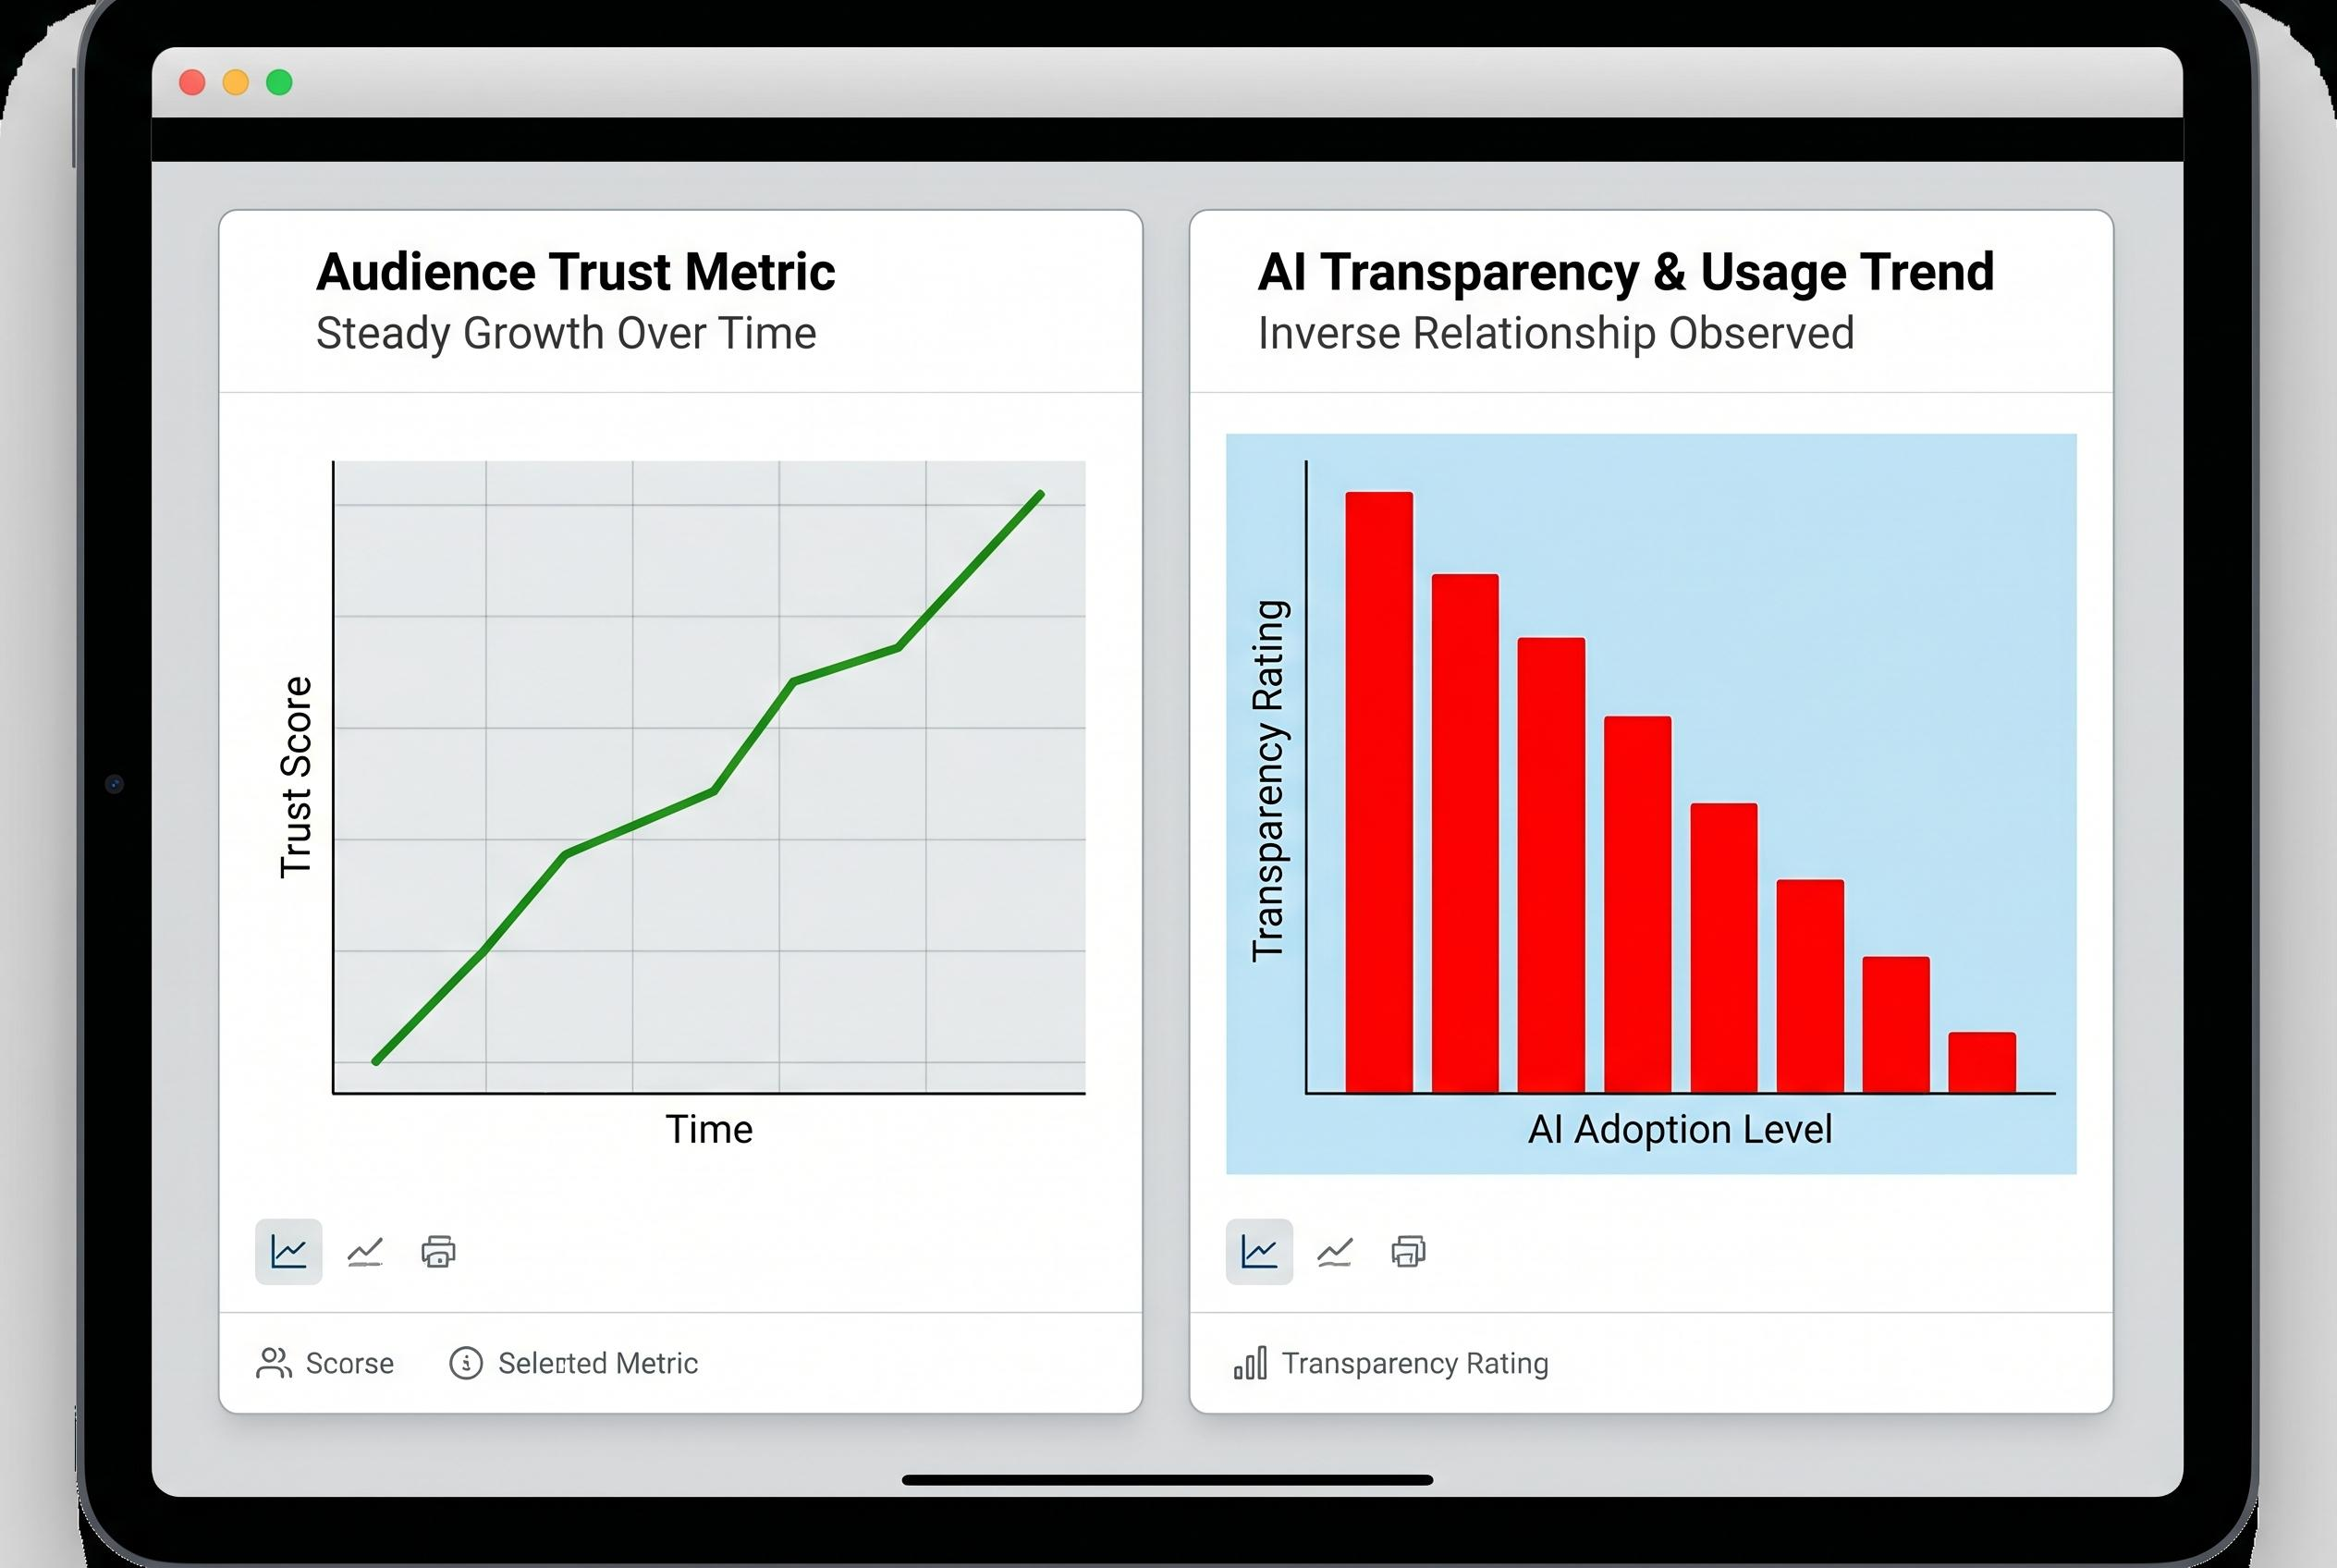 Audience Trust Metric
Steady Growth Over Time
Trust Score
Time
Scorse
Selected Metric
AI Transparency & Usage Trend
Inverse Relationship Observed
Transparency Rating
AI Adoption Level
Transparency Rating